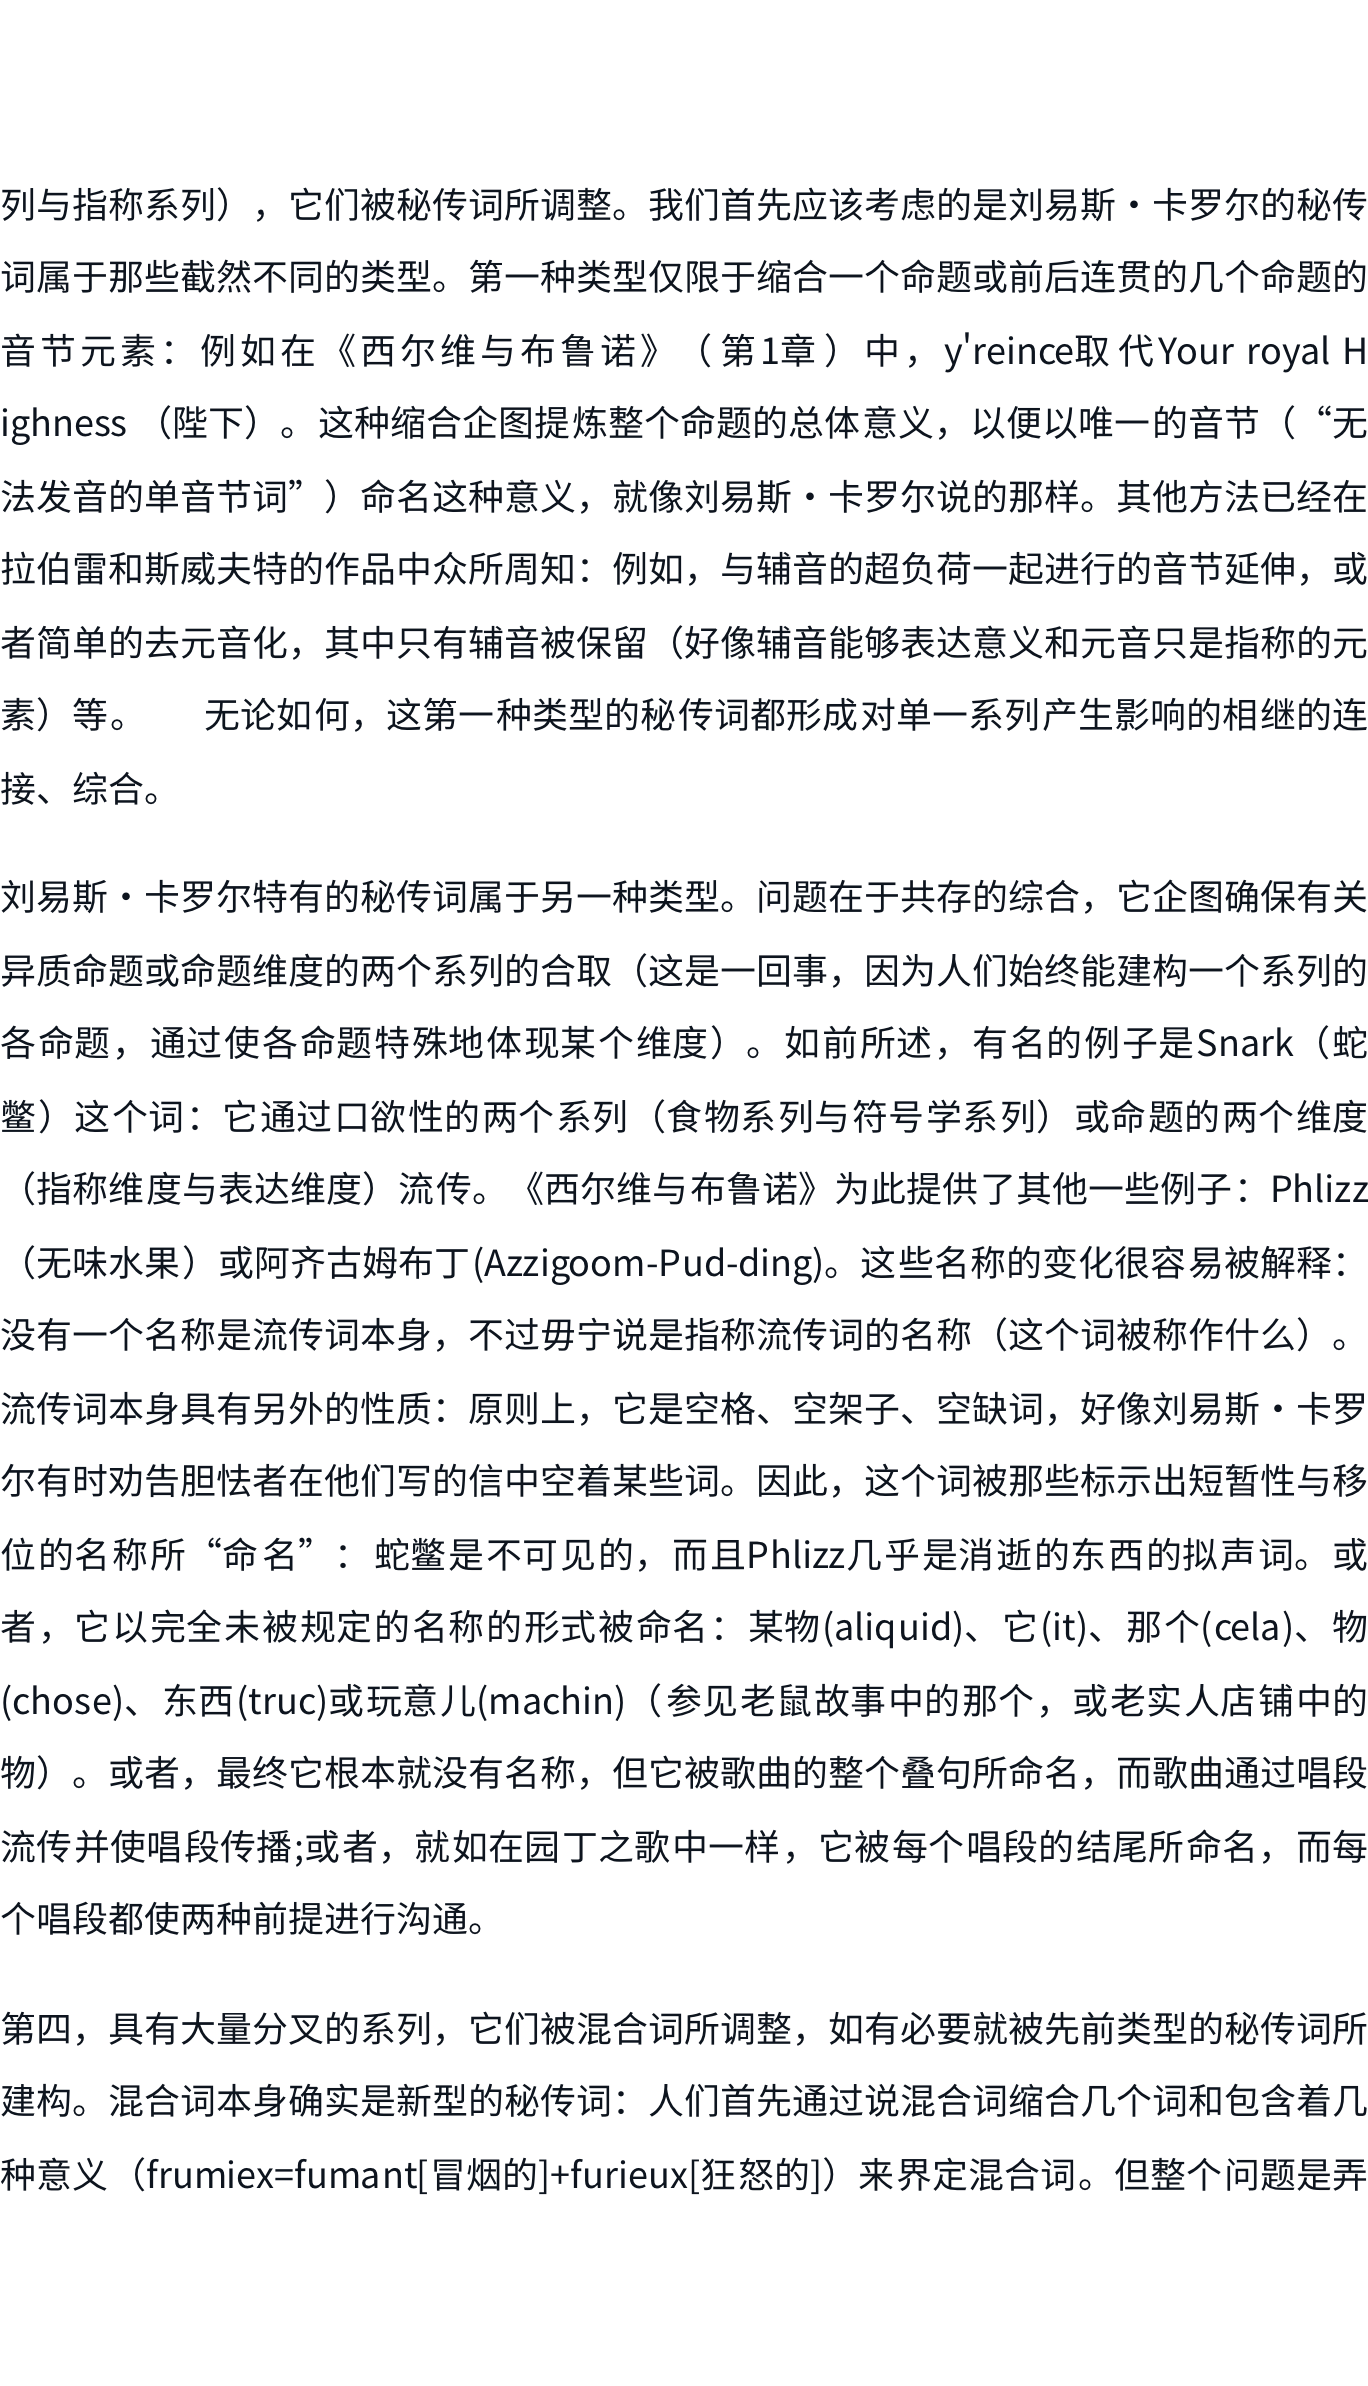 列与指称系列），它们被秘传词所调整。我们首先应该考虑的是刘易斯·卡罗尔的秘传
词属于那些截然不同的类型。第一种类型仅限于缩合一个命题或前后连贯的几个命题的
音节元素：例如在《西尔维与布鲁诺》（第1章）中，y'reince取代Your royal H
ighness （陛下）。这种缩合企图提炼整个命题的总体意义，以便以唯一的音节（“无
法发音的单音节词”）命名这种意义，就像刘易斯·卡罗尔说的那样。其他方法已经在
拉伯雷和斯威夫特的作品中众所周知：例如，与辅音的超负荷一起进行的音节延伸，或
者简单的去元音化，其中只有辅音被保留（好像辅音能够表达意义和元音只是指称的元
素）等。　　无论如何，这第一种类型的秘传词都形成对单一系列产生影响的相继的连
接、综合。
刘易斯·卡罗尔特有的秘传词属于另一种类型。问题在于共存的综合，它企图确保有关
异质命题或命题维度的两个系列的合取（这是一回事，因为人们始终能建构一个系列的
各命题，通过使各命题特殊地体现某个维度）。如前所述，有名的例子是Snark（蛇
鳖）这个词：它通过口欲性的两个系列（食物系列与符号学系列）或命题的两个维度
（指称维度与表达维度）流传。《西尔维与布鲁诺》为此提供了其他一些例子：Phlizz
（无味水果）或阿齐古姆布丁(Azzigoom-Pud-ding)。这些名称的变化很容易被解释：
没有一个名称是流传词本身，不过毋宁说是指称流传词的名称（这个词被称作什么）。
流传词本身具有另外的性质：原则上，它是空格、空架子、空缺词，好像刘易斯·卡罗
尔有时劝告胆怯者在他们写的信中空着某些词。因此，这个词被那些标示出短暂性与移
位的名称所“命名”：蛇鳖是不可见的，而且Phlizz几乎是消逝的东西的拟声词。或
者，它以完全未被规定的名称的形式被命名：某物(aliquid)、它(it)、那个(cela)、物
(chose)、东西(truc)或玩意儿(machin)（参见老鼠故事中的那个，或老实人店铺中的
物）。或者，最终它根本就没有名称，但它被歌曲的整个叠句所命名，而歌曲通过唱段
流传并使唱段传播;或者，就如在园丁之歌中一样，它被每个唱段的结尾所命名，而每
个唱段都使两种前提进行沟通。
第四，具有大量分叉的系列，它们被混合词所调整，如有必要就被先前类型的秘传词所
建构。混合词本身确实是新型的秘传词：人们首先通过说混合词缩合几个词和包含着几
种意义（frumiex=fumant[冒烟的]+furieux[狂怒的]）来界定混合词。但整个问题是弄